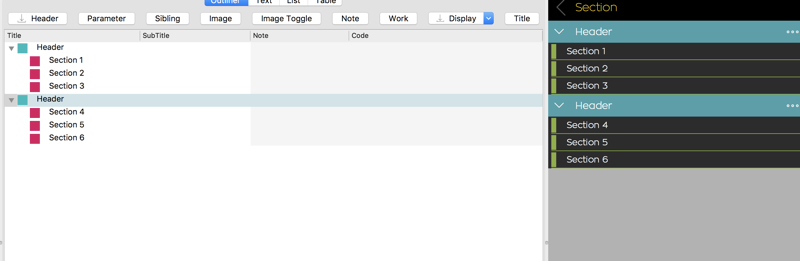 Outliner Text List Table
Header Parameter Sibling Image Image Toggle Note Work Display Title
Title SubTitle Note Code
Header
Section 1
Section 2
Section 3
Header
Section 4
Section 5
Section 6
Section
Header
Section 1
Section 2
Section 3
Header
Section 4
Section 5
Section 6